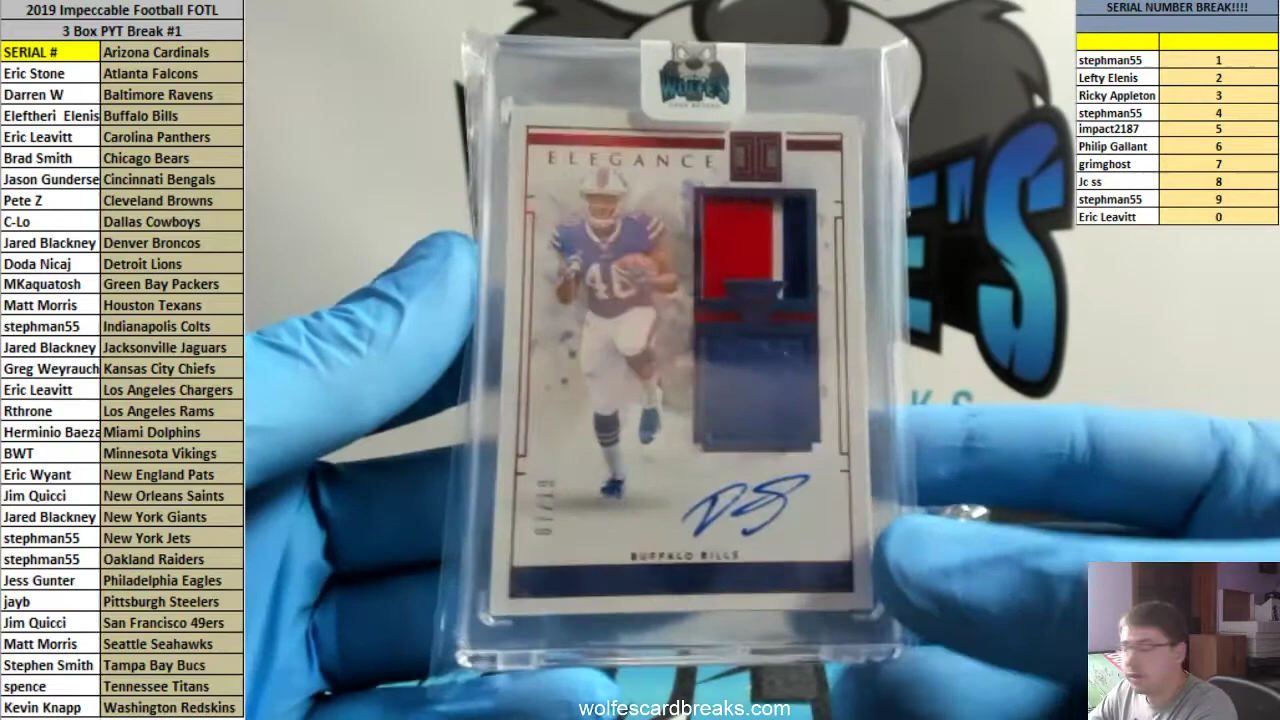 2019 Impeccable Football FOTL
3 Box PYT Break #1
SERIAL # Arizona Cardinals
Eric Stone Atlanta Falcons
Darren W Baltimore Ravens
Eleftheri Elenis Buffalo Bills
Eric Leavitt Carolina Panthers
Brad Smith Chicago Bears
Jason Gunderse Cincinnati Bengals
Pete Z Cleveland Browns
C-Lo Dallas Cowboys
Jared Blackney Denver Broncos
Doda Nicaj Detroit Lions
MKaquatosh Green Bay Packers
Matt Morris Houston Texans
stephman55 Indianapolis Colts
Jared Blackney Jacksonville Jaguars
Greg Weyrauch Kansas City Chiefs
Eric Leavitt Los Angeles Chargers
Rthrone Los Angeles Rams
Herminio Baeza Miami Dolphins
BWT Minnesota Vikings
Eric Wyant New England Pats
Jim Quicci New Orleans Saints
Jared Blackney New York Giants
stephman55 New York Jets
stephman55 Oakland Raiders
Jess Gunter Philadelphia Eagles
jayb Pittsburgh Steelers
Jim Quicci San Francisco 49ers
Matt Morris Seattle Seahawks
Stephen Smith Tampa Bay Bucs
spence Tennessee Titans
Kevin Knapp Washington Redskins
WOLFE'S
ELEGANCE
BUFFALO BILLS
E'S
KS
wolfescardbreaks.com
SERIAL NUMBER BREAK!!!!
stephman55 1
Lefty Elenis 2
Ricky Appleton 3
stephman55 4
impact2187 5
Philip Gallant 6
grimghost 7
Jc ss 8
stephman55 9
Eric Leavitt 0